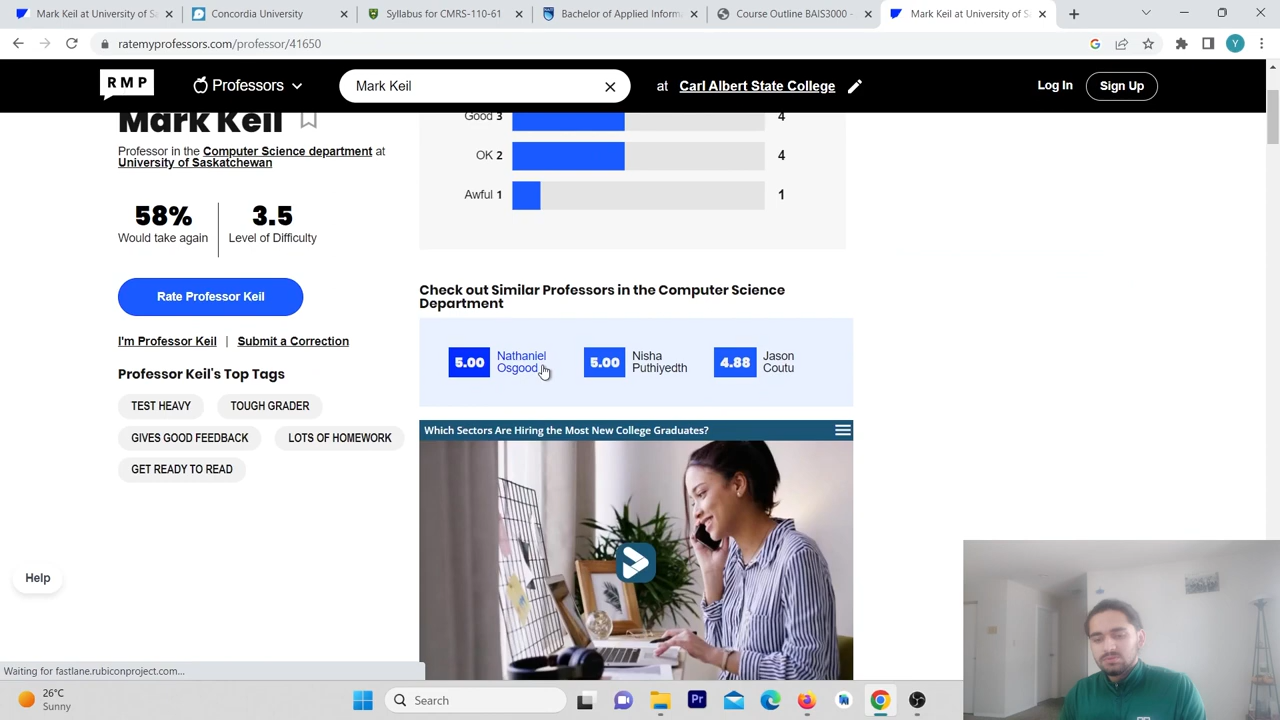 Mark Keil at University of Sa
Concordia University
Syllabus for CMRS-110-61
Bachelor of Applied Inform
Course Outline BAIS3000 –
Mark Keil at University of S
ratemyprofessors.com/professor/41650
RMP
Professors
Mark Keil
at
Carl Albert State College
Log In
Sign Up
Mark Keil
Professor in the Computer Science department at
University of Saskatchewan
58%
Would take again
3.5
Level of Difficulty
Rate Professor Keil
I'm Professor Keil | Submit a Correction
Professor Keil's Top Tags
TEST HEAVY
TOUGH GRADER
GIVES GOOD FEEDBACK
LOTS OF HOMEWORK
GET READY TO READ
Good 3
4
OK 2
4
Awful 1
1
Check out Similar Professors in the Computer Science
Department
5.00
Nathaniel
Osgood
5.00
Nisha
Puthiyedth
4.88
Jason
Coutu
Which Sectors Are Hiring the Most New College Graduates?
Help
Waiting for fastlane.rubiconproject.com...
26°C
Sunny
Search
Pr